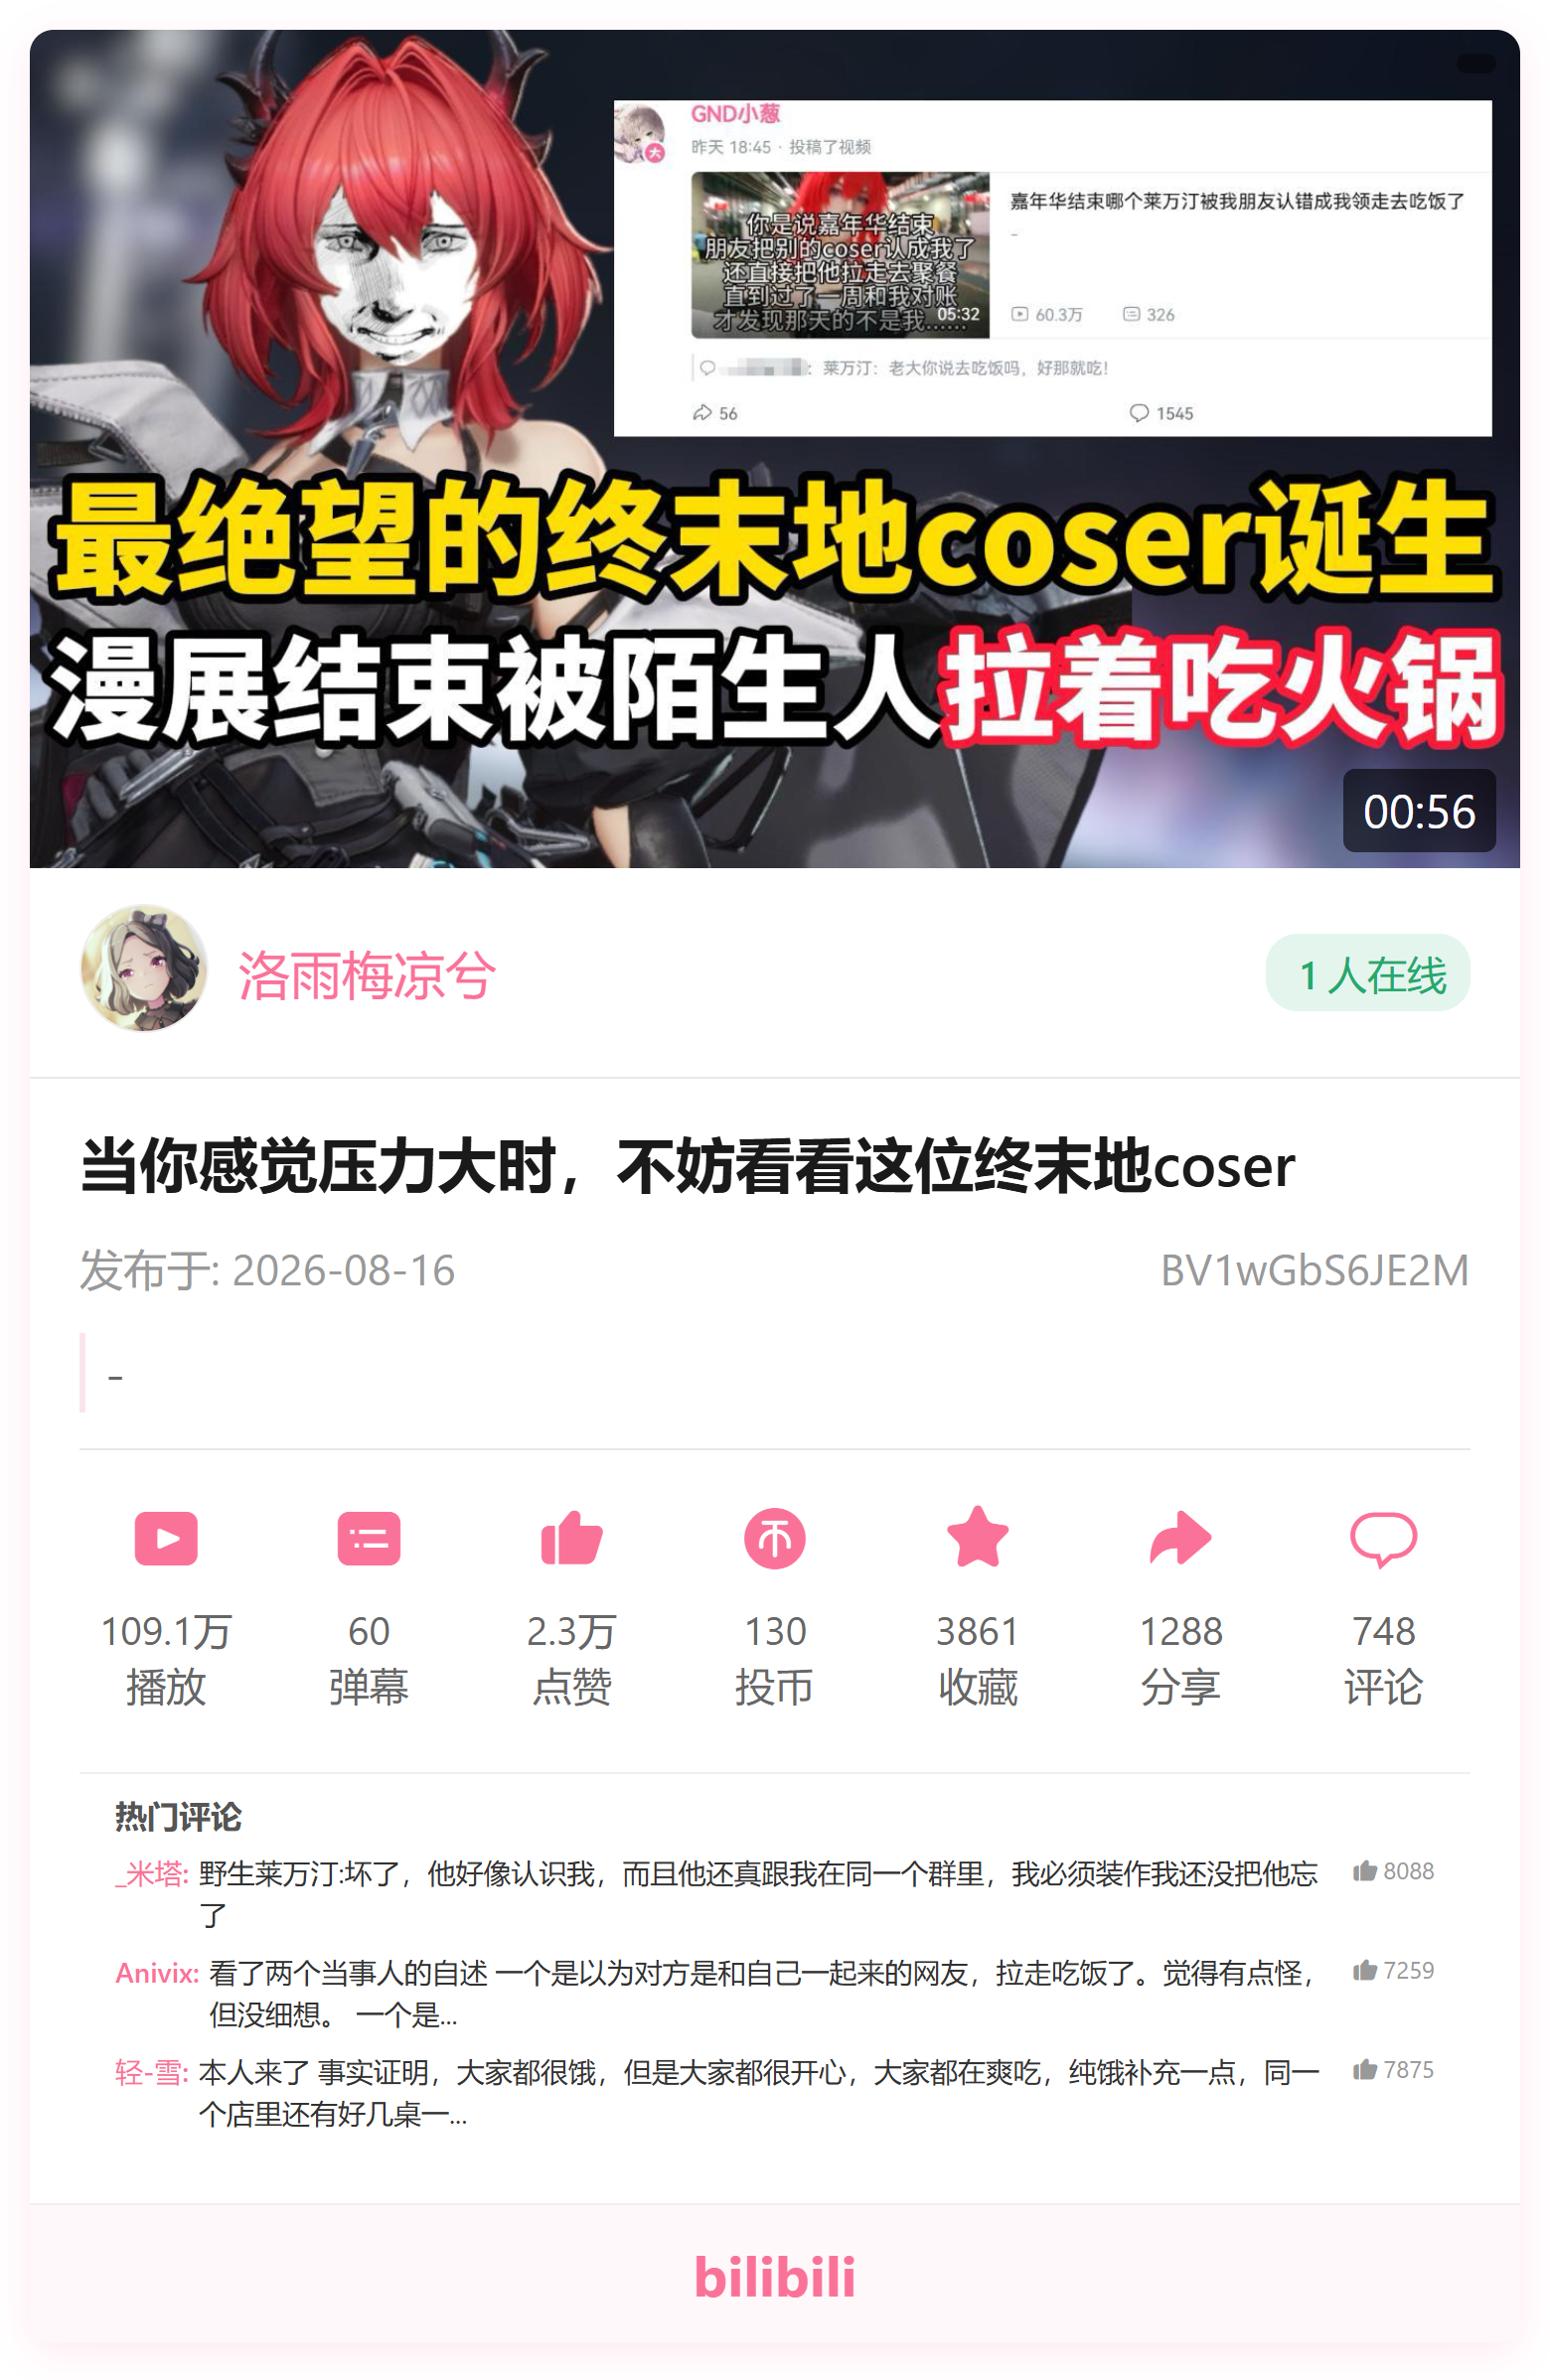 GND小葱
昨天 18:45 · 投稿了视频
你是说嘉年华结束
朋友把别的coser认成我了
还直接把他拉走去聚餐
直到过了一周和我对账
才发现那天的不是我……
05:32
嘉年华结束哪个莱万汀被我朋友认错成我领走去吃饭了
-
60.3万 326
: 莱万汀：老大你说去吃饭吗，好那就吃！
56 1545
最绝望的终末地coser诞生
漫展结束被陌生人拉着吃火锅
00:56
洛雨梅凉兮
1 人在线
当你感觉压力大时，不妨看看这位终末地coser
发布于: 2026-08-16 BV1wGbS6JE2M
-
109.1万 60 2.3万 130 3861 1288 748
播放 弹幕 点赞 投币 收藏 分享 评论
热门评论
_米塔: 野生莱万汀:坏了，他好像认识我，而且他还真跟我在同一个群里，我必须装作我还没把他忘 8088
了
Anivix: 看了两个当事人的自述 一个是以为对方是和自己一起来的网友，拉走吃饭了。觉得有点怪， 7259
但没细想。 一个是...
轻-雪: 本人来了 事实证明，大家都很饿，但是大家都很开心，大家都在爽吃，纯饿补充一点，同一 7875
个店里还有好几桌一...
bilibili